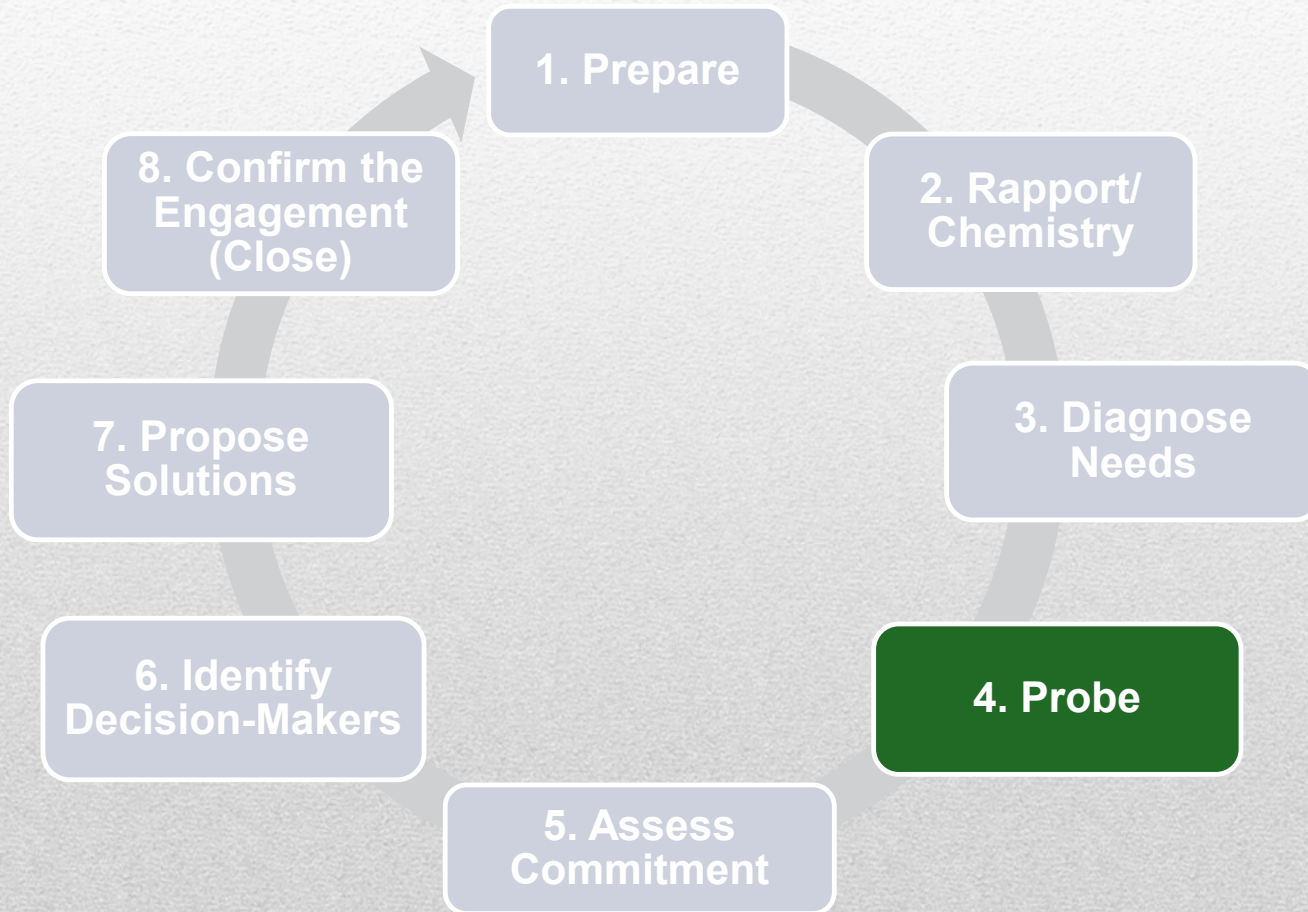 1. Prepare
2. Rapport/
Chemistry
3. Diagnose
Needs
4. Probe
5. Assess
Commitment
6. Identify
Decision-Makers
7. Propose
Solutions
8. Confirm the
Engagement
(Close)